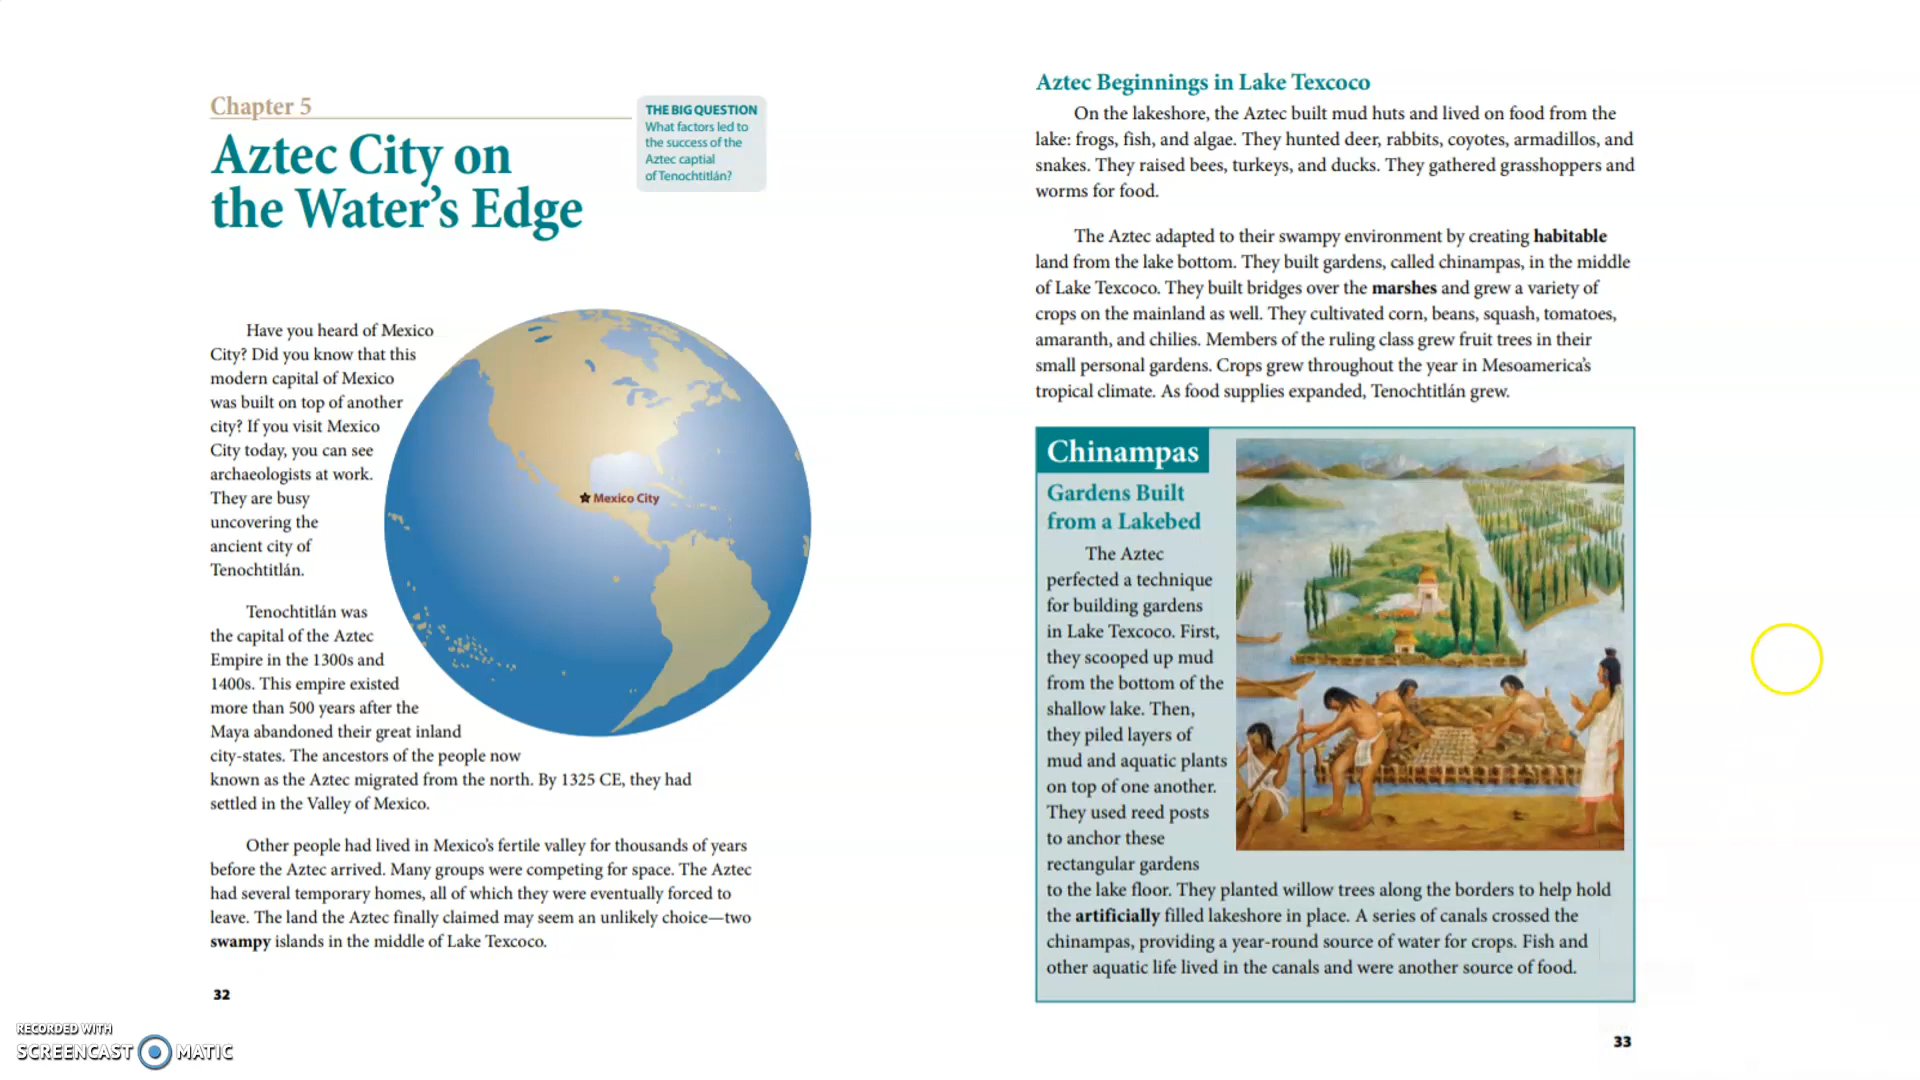 Chapter 5
Aztec City on
the Water's Edge
THE BIG QUESTION
What factors led to
the success of the
Aztec captial
of Tenochtitlán?
Have you heard of Mexico
City? Did you know that this
modern capital of Mexico
was built on top of another
city? If you visit Mexico
City today, you can see
archaeologists at work.
They are busy
uncovering the
ancient city of
Tenochtitlán.
Mexico City
Tenochtitlán was
the capital of the Aztec
Empire in the 1300s and
1400s. This empire existed
more than 500 years after the
Maya abandoned their great inland
city-states. The ancestors of the people now
known as the Aztec migrated from the north. By 1325 CE, they had
settled in the Valley of Mexico.
Other people had lived in Mexico's fertile valley for thousands of years
before the Aztec arrived. Many groups were competing for space. The Aztec
had several temporary homes, all of which they were eventually forced to
leave. The land the Aztec finally claimed may seem an unlikely choice—two
swampy islands in the middle of Lake Texcoco.
32
Aztec Beginnings in Lake Texcoco
On the lakeshore, the Aztec built mud huts and lived on food from the
lake: frogs, fish, and algae. They hunted deer, rabbits, coyotes, armadillos, and
snakes. They raised bees, turkeys, and ducks. They gathered grasshoppers and
worms for food.
The Aztec adapted to their swampy environment by creating habitable
land from the lake bottom. They built gardens, called chinampas, in the middle
of Lake Texcoco. They built bridges over the marshes and grew a variety of
crops on the mainland as well. They cultivated corn, beans, squash, tomatoes,
amaranth, and chilies. Members of the ruling class grew fruit trees in their
small personal gardens. Crops grew throughout the year in Mesoamerica's
tropical climate. As food supplies expanded, Tenochtitlán grew.
Chinampas
Gardens Built
from a Lakebed
The Aztec
perfected a technique
for building gardens
in Lake Texcoco. First,
they scooped up mud
from the bottom of the
shallow lake. Then,
they piled layers of
mud and aquatic plants
on top of one another.
They used reed posts
to anchor these
rectangular gardens
to the lake floor. They planted willow trees along the borders to help hold
the artificially filled lakeshore in place. A series of canals crossed the
chinampas, providing a year-round source of water for crops. Fish and
other aquatic life lived in the canals and were another source of food.
33
RECORDED WITH
SCREENCAST MATIC